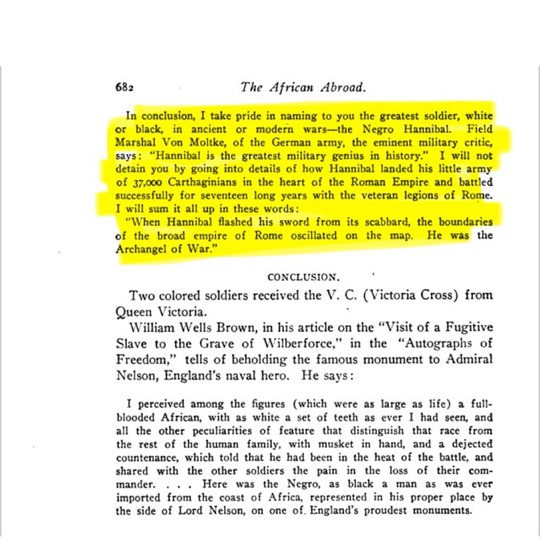 682 The African Abroad.
In conclusion, I take pride in naming to you the greatest soldier, white
or black, in ancient or modern wars—the Negro Hannibal. Field
Marshal Von Moltke, of the German army, the eminent military critic,
says: "Hannibal is the greatest military genius in history." I will not
detain you by going into details of how Hannibal landed his little army
of 37,000 Carthaginians in the heart of the Roman Empire and battled
successfully for seventeen long years with the veteran legions of Rome.
I will sum it all up in these words:
"When Hannibal flashed his sword from its scabbard, the boundaries
of the broad empire of Rome oscillated on the map. He was the
Archangel of War."
CONCLUSION.
Two colored soldiers received the V. C. (Victoria Cross) from
Queen Victoria.
William Wells Brown, in his article on the "Visit of a Fugitive
Slave to the Grave of Wilberforce," in the "Autographs of
Freedom," tells of beholding the famous monument to Admiral
Nelson, England's naval hero. He says:
I perceived among the figures (which were as large as life) a full-
blooded African, with as white a set of teeth as ever I had seen, and
all the other peculiarities of feature that distinguish that race from
the rest of the human family, with musket in hand, and a dejected
countenance, which told that he had been in the heat of the battle, and
shared with the other soldiers the pain in the loss of their com-
mander. . . . Here was the Negro, as black a man as was ever
imported from the coast of Africa, represented in his proper place by
the side of Lord Nelson, on one of England's proudest monuments.